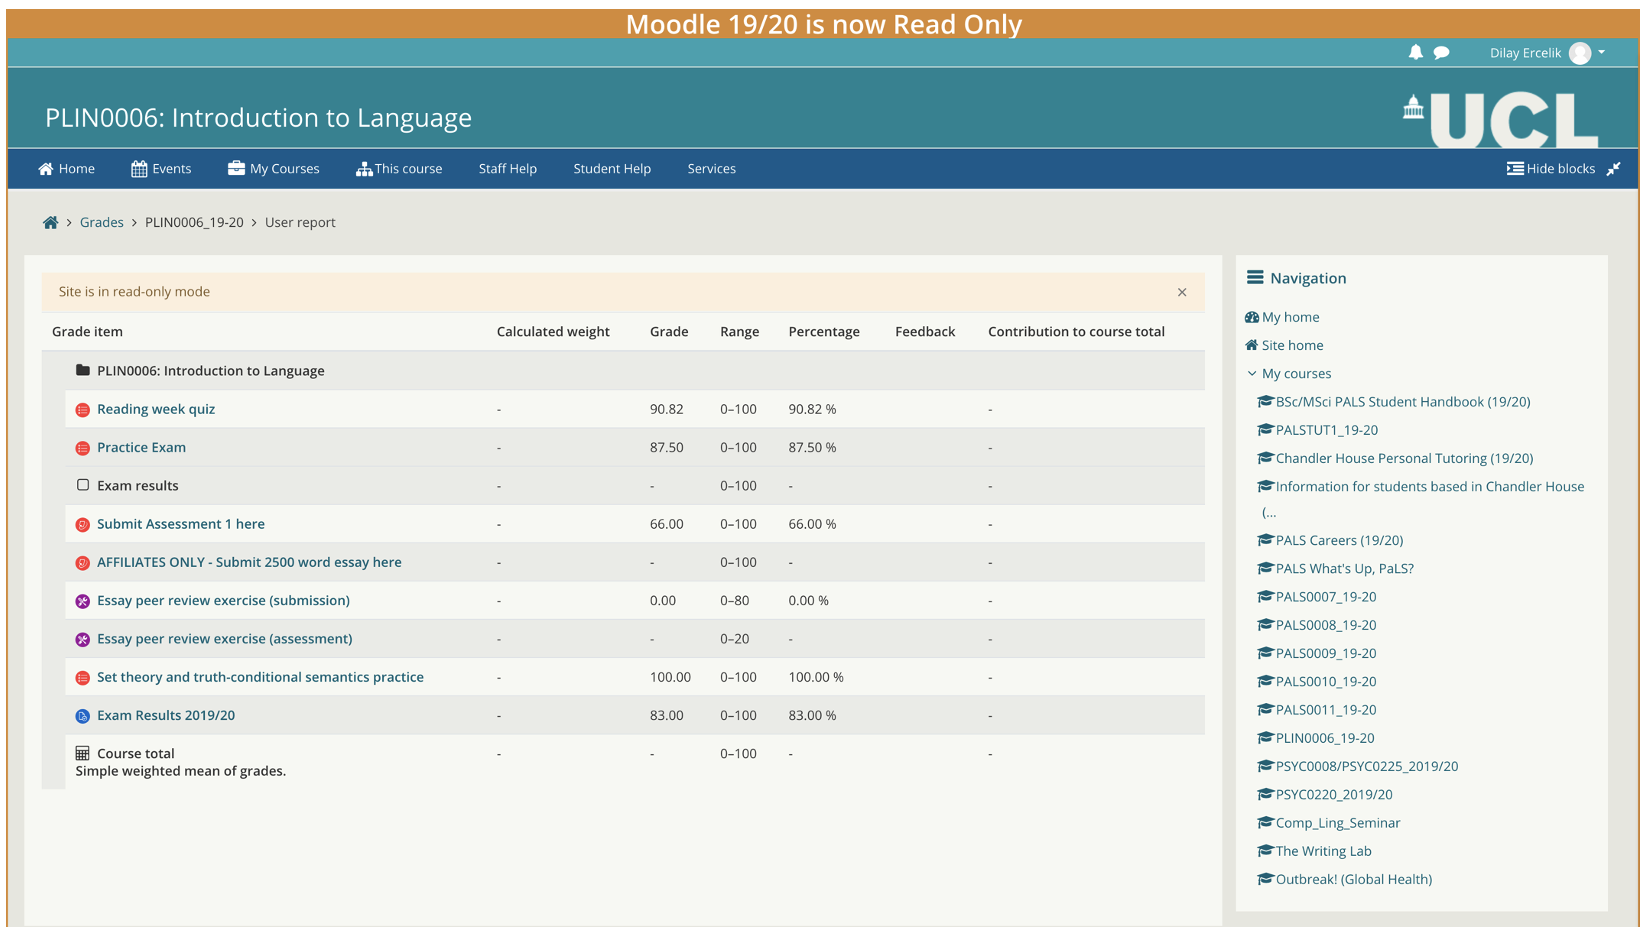 Moodle 19/20 is now Read Only
Dilay Ercelik
PLIN0006: Introduction to Language
UCL
Home Events My Courses This course Staff Help Student Help Services Hide blocks
Grades > PLIN0006_19-20 > User report
Site is in read-only mode ×
Grade item Calculated weight Grade Range Percentage Feedback Contribution to course total
PLIN0006: Introduction to Language
Reading week quiz - 90.82 0–100 90.82 % -
Practice Exam - 87.50 0–100 87.50 % -
Exam results - - 0–100 - -
Submit Assessment 1 here - 66.00 0–100 66.00 % -
AFFILIATES ONLY - Submit 2500 word essay here - - 0–100 - -
Essay peer review exercise (submission) - 0.00 0–80 0.00 % -
Essay peer review exercise (assessment) - - 0–20 - -
Set theory and truth-conditional semantics practice - 100.00 0–100 100.00 % -
Exam Results 2019/20 - 83.00 0–100 83.00 % -
Course total - - 0–100 - -
Simple weighted mean of grades.
Navigation
My home
Site home
My courses
BSc/MSci PALS Student Handbook (19/20)
PALSTUT1_19-20
Chandler House Personal Tutoring (19/20)
Information for students based in Chandler House
(...
PALS Careers (19/20)
PALS What's Up, PaLS?
PALS0007_19-20
PALS0008_19-20
PALS0009_19-20
PALS0010_19-20
PALS0011_19-20
PLIN0006_19-20
PSYC0008/PSYC0225_2019/20
PSYC0220_2019/20
Comp_Ling_Seminar
The Writing Lab
Outbreak! (Global Health)